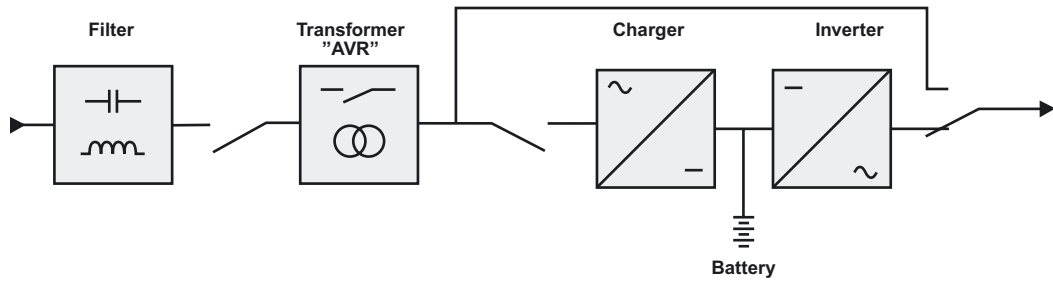 Filter
Transformer
”AVR”
Charger
Inverter
Battery